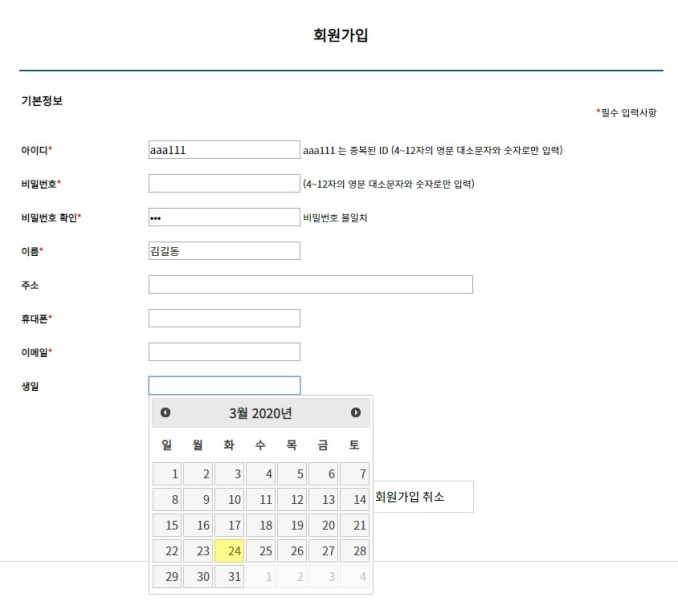 회원가입
기본정보
*필수 입력사항
아이디* aaa111 aaa111 는 중복된 ID (4~12자의 영문 대소문자와 숫자로만 입력)
비밀번호* (4~12자의 영문 대소문자와 숫자로만 입력)
비밀번호 확인* ••• 비밀번호 불일치
이름* 김길동
주소
휴대폰*
이메일*
생일
3월 2020년
일 월 화 수 목 금 토
1 2 3 4 5 6 7
8 9 10 11 12 13 14
회원가입 취소
15 16 17 18 19 20 21
22 23 24 25 26 27 28
29 30 31 1 2 3 4